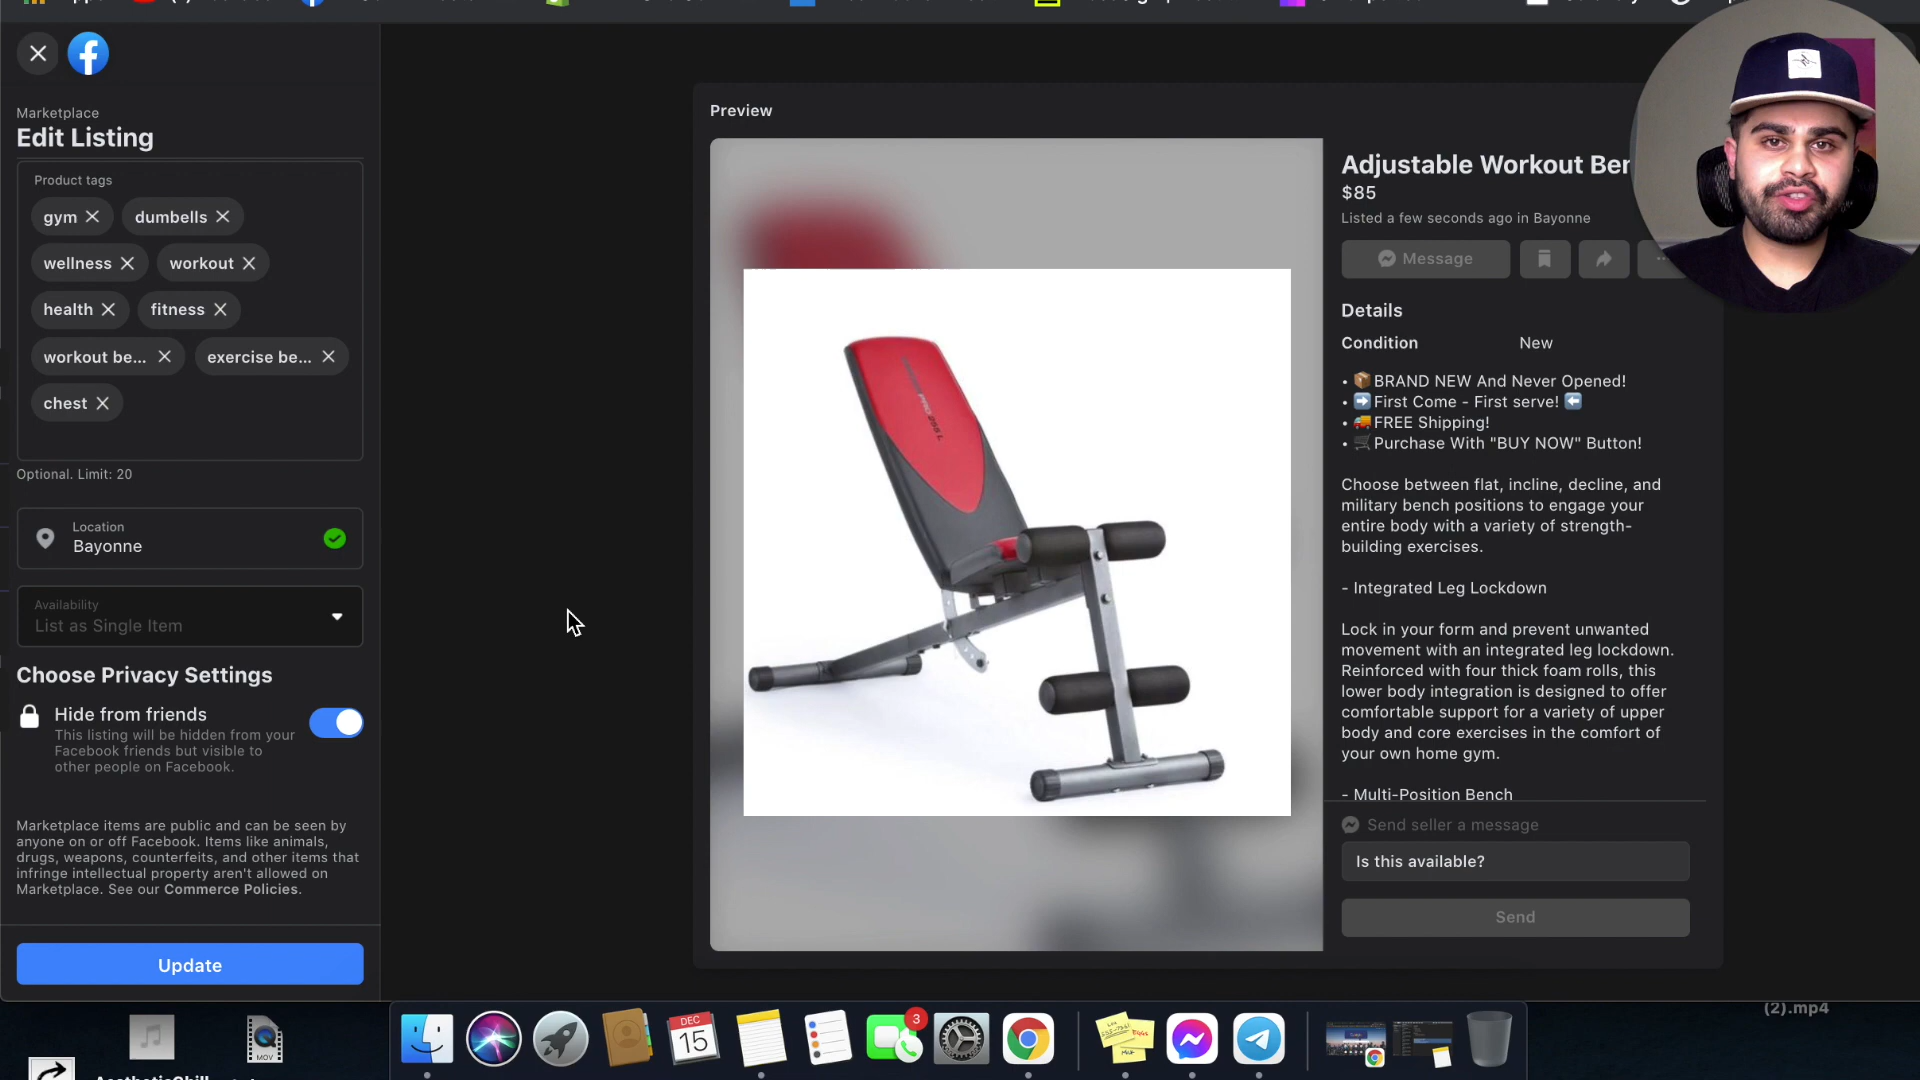 Marketplace
Edit Listing
Product tags
gym
dumbells
wellness
workout
health
fitness
workout be...
exercise be...
chest
Optional. Limit: 20
Location
Bayonne
Availability
List as Single Item
Choose Privacy Settings
Hide from friends
This listing will be hidden from your
Facebook friends but visible to
other people on Facebook.
Marketplace items are public and can be seen by
anyone on or off Facebook. Items like animals,
drugs, weapons, counterfeits, and other items that
infringe intellectual property aren't allowed on
Marketplace. See our Commerce Policies.
Update
Preview
Adjustable Workout Ben
$85
Listed a few seconds ago in Bayonne
Message
Details
Condition New
• 📦BRAND NEW And Never Opened!
• ➡️First Come - First serve! ⬅️
• 🚚FREE Shipping!
• 🛒Purchase With "BUY NOW" Button!
Choose between flat, incline, decline, and
military bench positions to engage your
entire body with a variety of strength-
building exercises.
- Integrated Leg Lockdown
Lock in your form and prevent unwanted
movement with an integrated leg lockdown.
Reinforced with four thick foam rolls, this
lower body integration is designed to offer
comfortable support for a variety of upper
body and core exercises in the comfort of
your own home gym.
- Multi-Position Bench
Send seller a message
Is this available?
Send
(2).mp4
MOV
DEC
15
3